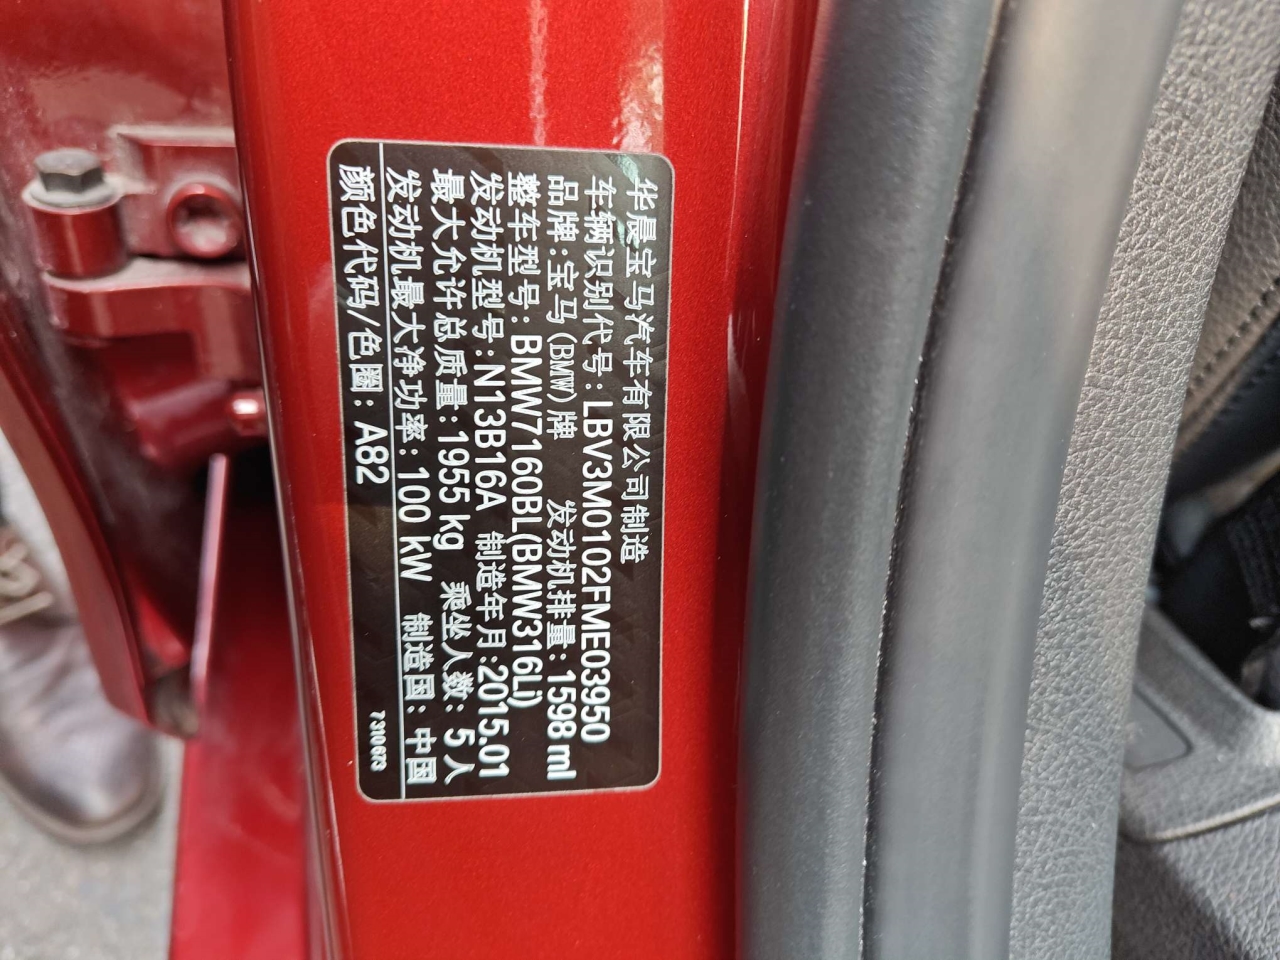 华晨宝马汽车有限公司制造
车辆识别代号:LBV3M0102FME03950
品牌:宝马(BMW)牌 发动机排量:1598ml
整车型号:BMW7160BL(BMW316Li)
发动机型号:N13B16A 制造年月:2015.01
最大允许总质量:1955kg 乘坐人数:5人
发动机最大净功率:100 kW 制造国:中国
颜色代码/色圈:A82
7310673